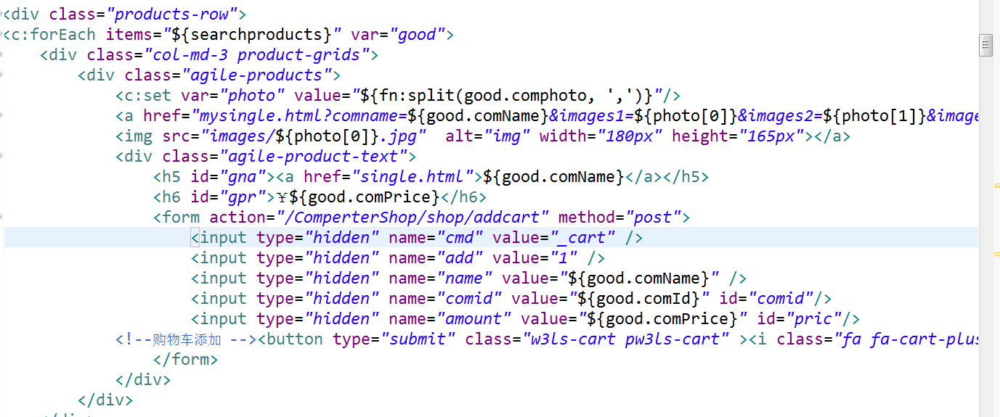 <div class="products-row">
<c:forEach items="${searchproducts}" var="good">
<div class="col-md-3 product-grids">
<div class="agile-products">
<c:set var="photo" value="${fn:split(good.comphoto, ',')}"/>
<a href="mysingle.html?comname=${good.comName}&images1=${photo[0]}&images2=${photo[1]}&image
<img src="images/${photo[0]}.jpg"  alt="img" width="180px" height="165px"></a>
<div class="agile-product-text">
<h5 id="gna"><a href="single.html">${good.comName}</a></h5>
<h6 id="gpr">¥${good.comPrice}</h6>
<form action="/ComperterShop/shop/addcart" method="post">
<input type="hidden" name="cmd" value="_cart" />
<input type="hidden" name="add" value="1" />
<input type="hidden" name="name" value="${good.comName}" />
<input type="hidden" name="comid" value="${good.comId}" id="comid"/>
<input type="hidden" name="amount" value="${good.comPrice}" id="pric"/>
<!--购物车添加 --><button type="submit" class="w3ls-cart pw3ls-cart" ><i class="fa fa-cart-plus
</form>
</div>
</div>